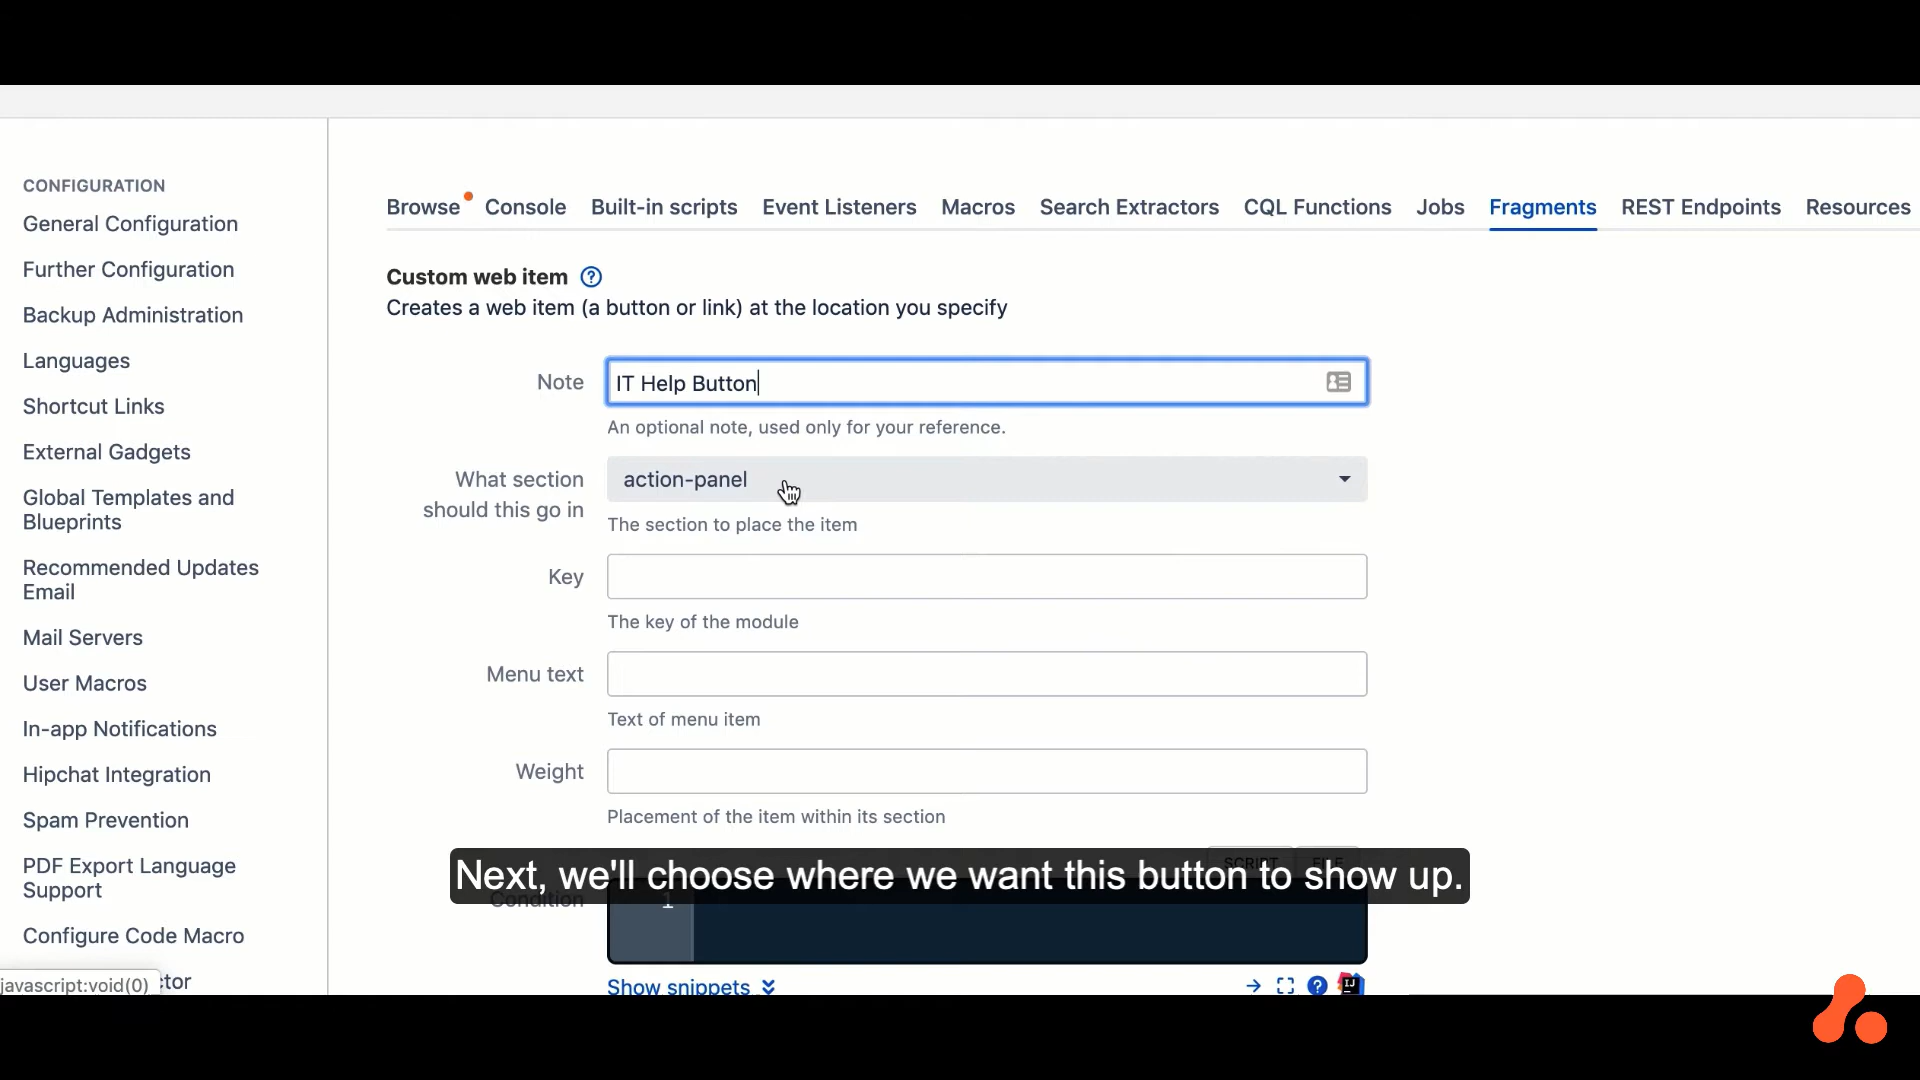 CONFIGURATION
General Configuration
Further Configuration
Backup Administration
Languages
Shortcut Links
External Gadgets
Global Templates and
Blueprints
Recommended Updates
Email
Mail Servers
User Macros
In-app Notifications
Hipchat Integration
Spam Prevention
PDF Export Language
Support
Configure Code Macro
tor
javascript:void(0)
Browse Console Built-in scripts Event Listeners Macros Search Extractors CQL Functions Jobs Fragments REST Endpoints Resources
Custom web item ?
Creates a web item (a button or link) at the location you specify
Note IT Help Button
An optional note, used only for your reference.
What section
should this go in
action-panel
The section to place the item
Key
The key of the module
Menu text
Text of menu item
Weight
Placement of the item within its section
SCRIPT FILE
Next, we'll choose where we want this button to show up.
Condition
1
Show snippets
? IJ